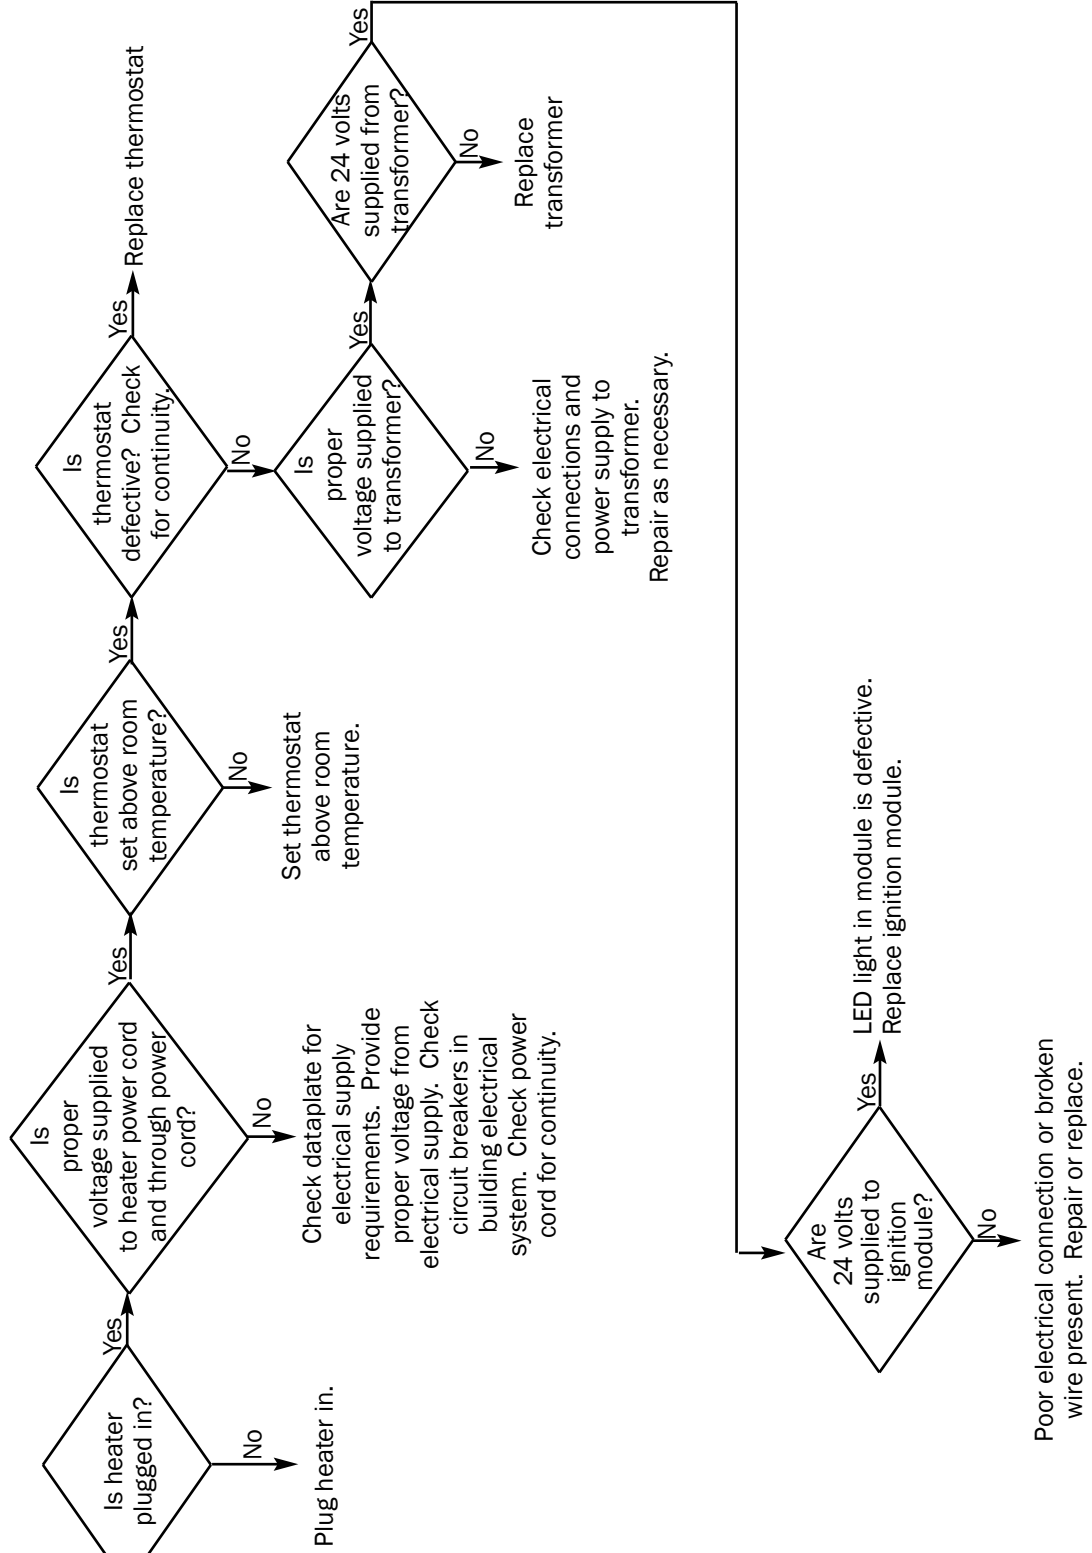 Is heater
plugged in?
Yes
No
Plug heater in.
Is
proper
voltage supplied
to heater power cord
and through power
cord?
Yes
No
Check dataplate for
electrical supply
requirements. Provide
proper voltage from
electrical supply. Check
circuit breakers in
building electrical
system. Check power
cord for continuity.
Is
thermostat
set above room
temperature?
Yes
No
Set thermostat
above room
temperature.
Is
thermostat
defective? Check
for continuity.
Yes
Replace thermostat
No
Is
proper
voltage supplied
to transformer?
Yes
No
Check electrical
connections and
power supply to
transformer.
Repair as necessary.
Are 24 volts
supplied from
transformer?
Yes
No
Replace
transformer
Are
24 volts
supplied to
ignition
module?
Yes
LED light in module is defective.
Replace ignition module.
No
Poor electrical connection or broken
wire present. Repair or replace.